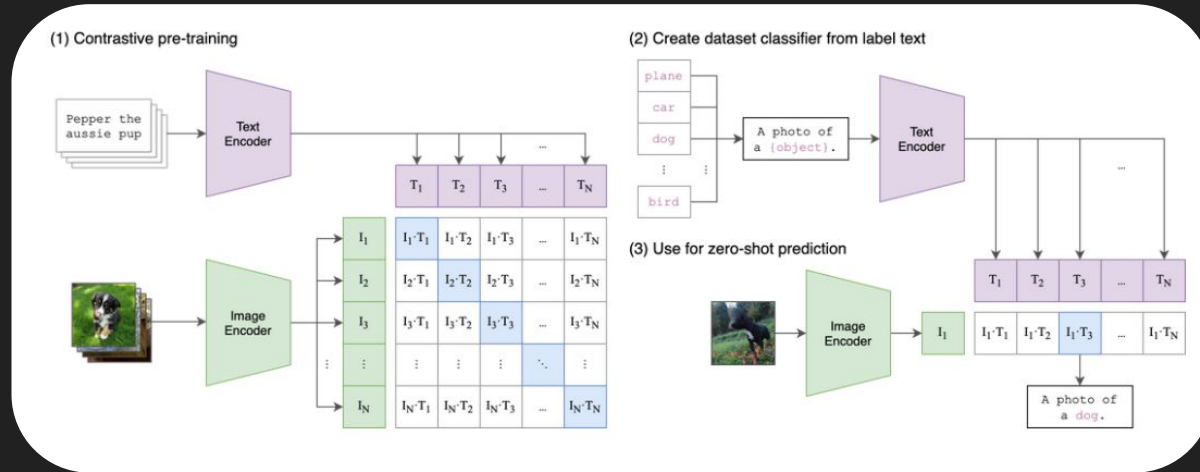 (1) Contrastive pre-training
Pepper the
aussie pup
Text
Encoder
...
T1 T2 T3 ... TN
I1 I1·T1 I1·T2 I1·T3 ... I1·TN
I2 I2·T1 I2·T2 I2·T3 ... I2·TN
I3 I3·T1 I3·T2 I3·T3 ... I3·TN
⋮ ⋮ ⋮ ⋮ ⋮ ⋱ ⋮
IN IN·T1 IN·T2 IN·T3 ... IN·TN
Image
Encoder
(2) Create dataset classifier from label text
plane
car
dog
⋮ ⋮
bird
A photo of
a {object}.
Text
Encoder
...
(3) Use for zero-shot prediction
T1 T2 T3 ... TN
Image
Encoder
I1 I1·T1 I1·T2 I1·T3 ... I1·TN
A photo of
a dog.